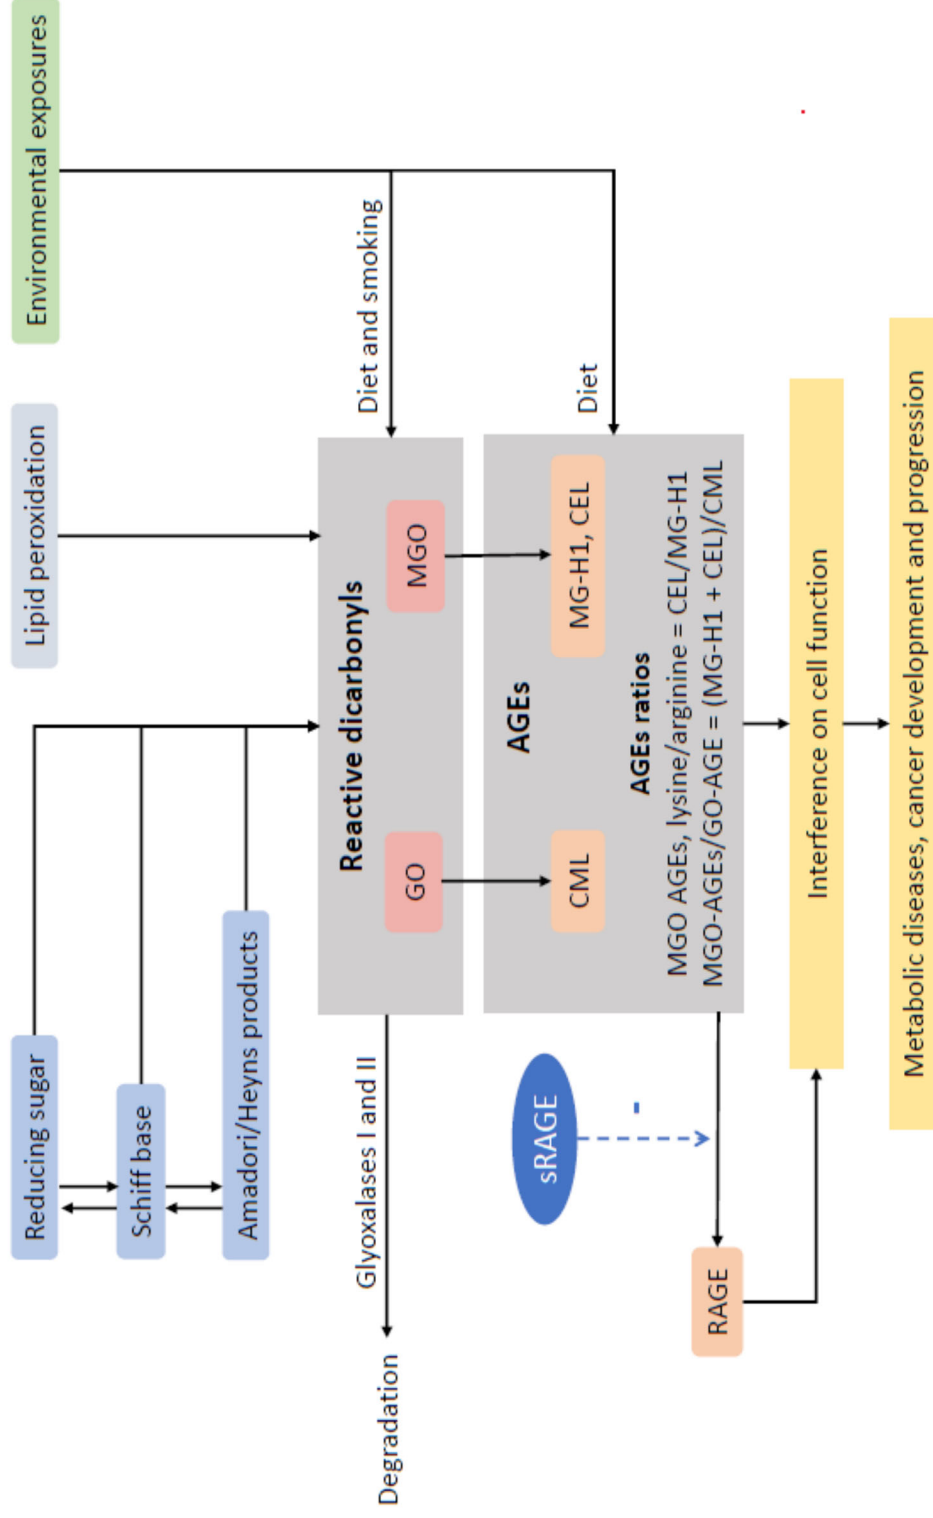 Reducing sugar
Lipid peroxidation
Environmental exposures
Schiff base
Amadori/Heyns products
Reactive dicarbonyls
Glyoxalases I and II
Diet and smoking
Degradation
GO
MGO
AGEs
sRAGE
CML
MG-H1, CEL
Diet
-
AGEs ratios
MGO AGEs, lysine/arginine = CEL/MG-H1
MGO-AGEs/GO-AGE = (MG-H1 + CEL)/CML
RAGE
Interference on cell function
Metabolic diseases, cancer development and progression